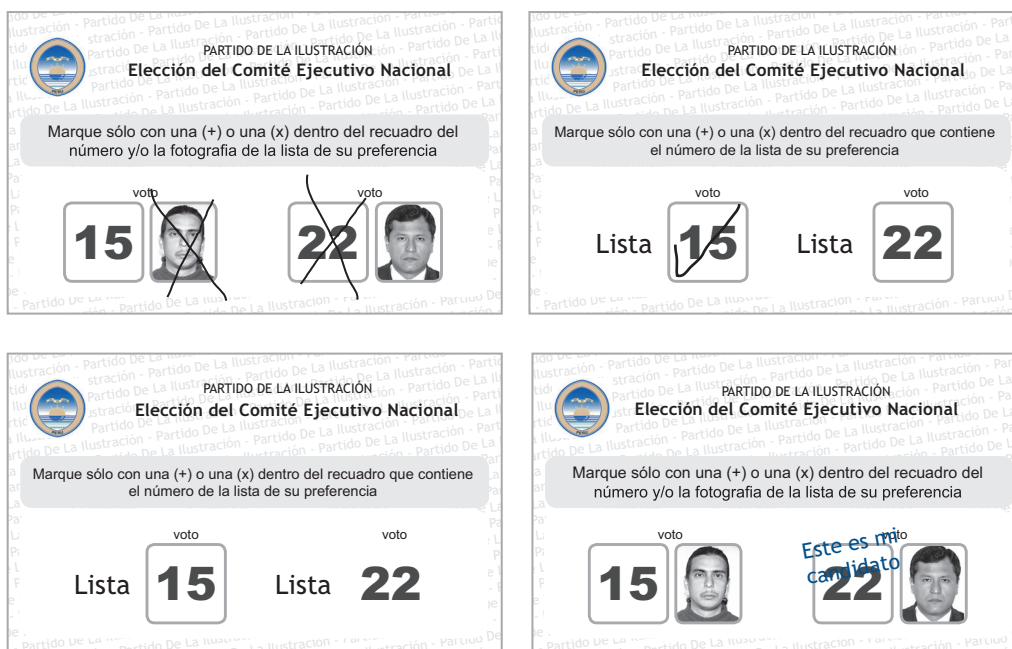 PARTIDO DE LA ILUSTRACIÓN
Elección del Comité Ejecutivo Nacional
Marque sólo con una (+) o una (x) dentro del recuadro del
número y/o la fotografia de la lista de su preferencia
voto voto
15 22
PARTIDO DE LA ILUSTRACIÓN
Elección del Comité Ejecutivo Nacional
Marque sólo con una (+) o una (x) dentro del recuadro que contiene
el número de la lista de su preferencia
voto voto
Lista 15 Lista 22
PARTIDO DE LA ILUSTRACIÓN
Elección del Comité Ejecutivo Nacional
Marque sólo con una (+) o una (x) dentro del recuadro que contiene
el número de la lista de su preferencia
voto voto
Lista 15 Lista 22
PARTIDO DE LA ILUSTRACIÓN
Elección del Comité Ejecutivo Nacional
Marque sólo con una (+) o una (x) dentro del recuadro del
número y/o la fotografia de la lista de su preferencia
voto voto
Este es mi
candidato
15 22